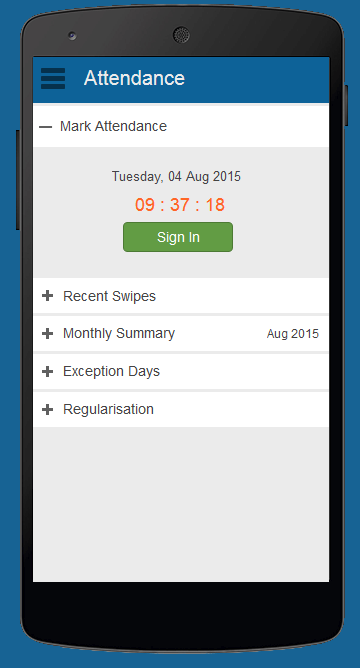 Attendance
Mark Attendance
Tuesday, 04 Aug 2015
09 : 37 : 18
Sign In
Recent Swipes
Monthly Summary Aug 2015
Exception Days
Regularisation